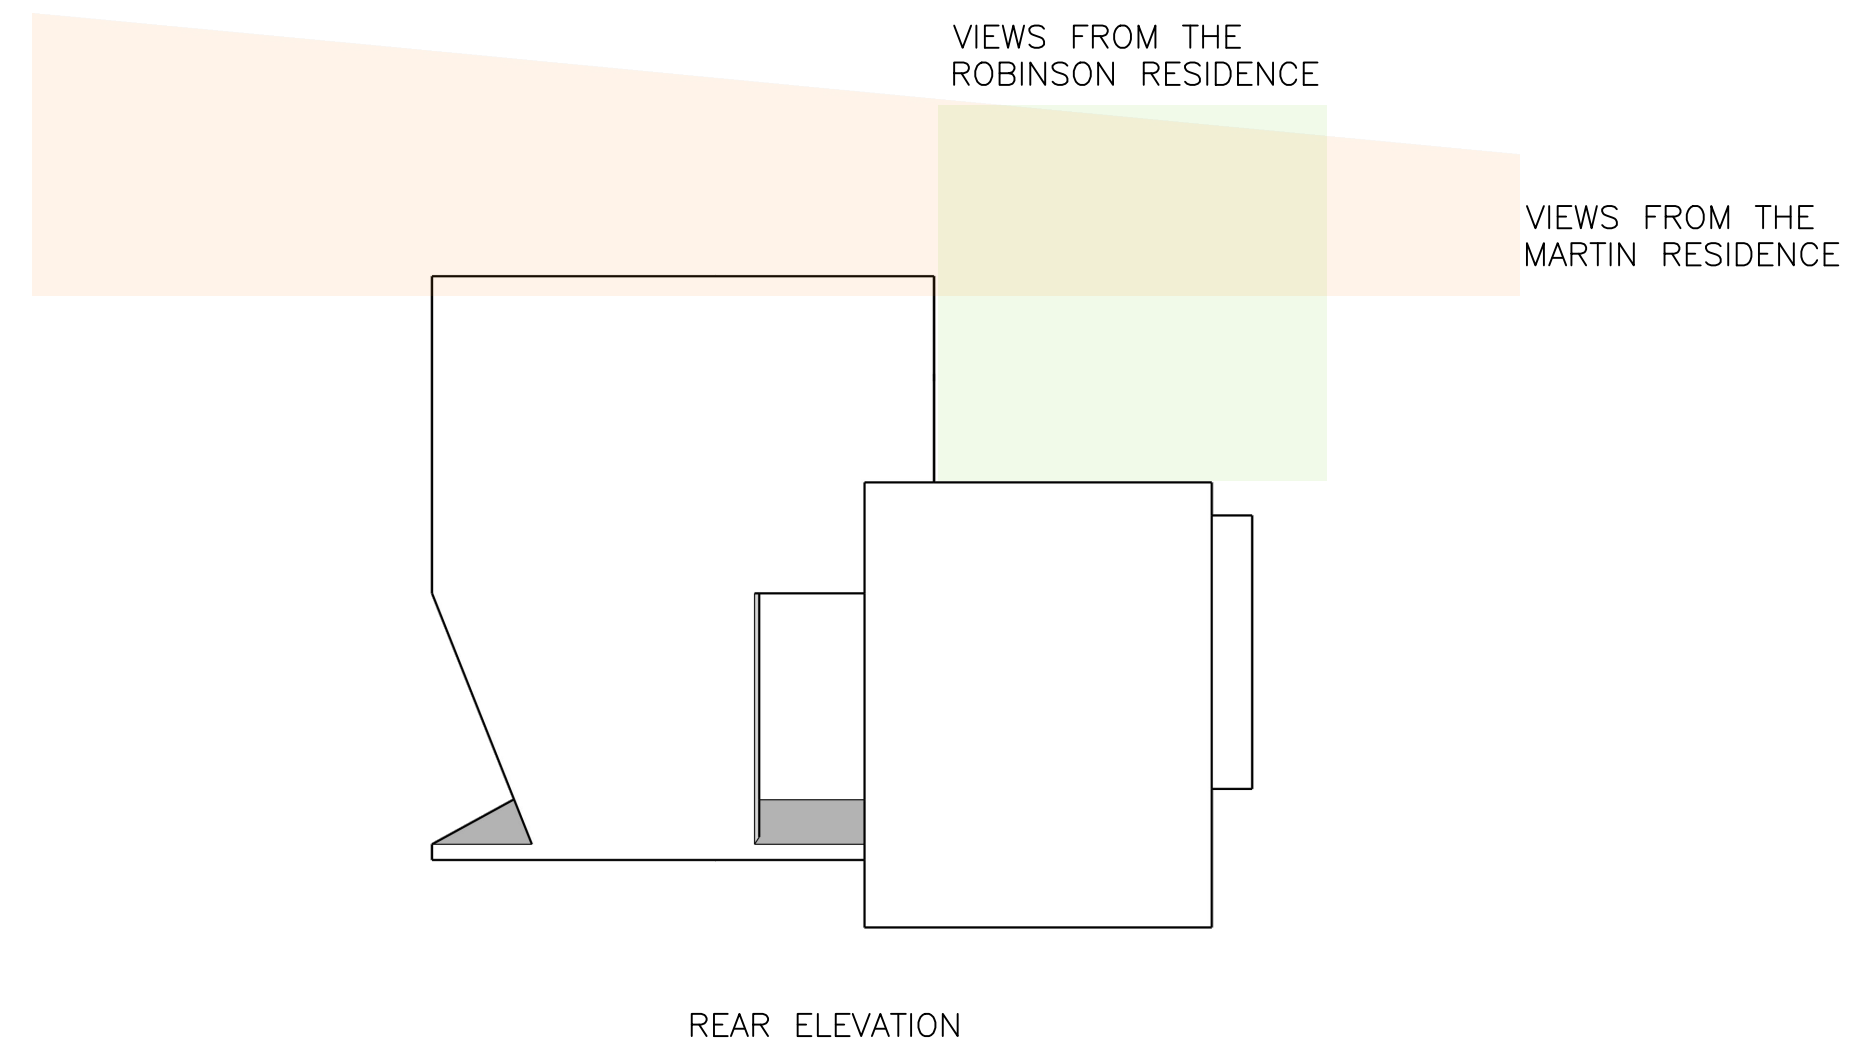 VIEWS FROM THE
ROBINSON RESIDENCE
VIEWS FROM THE
MARTIN RESIDENCE
REAR ELEVATION